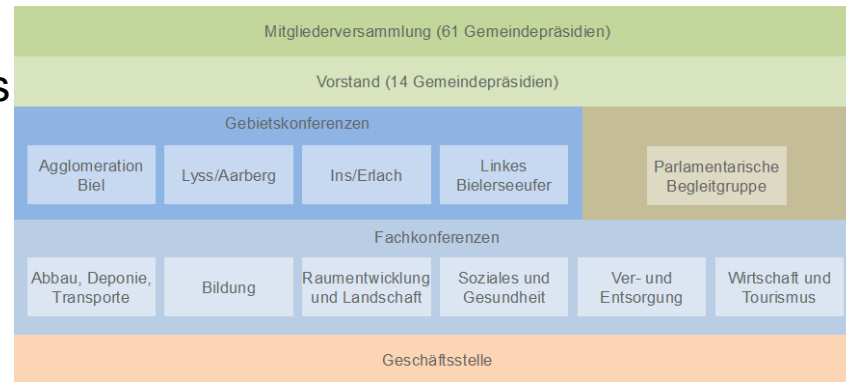 Mitgliederversammlung (61 Gemeindepräsidien)
s
Vorstand (14 Gemeindepräsidien)
Gebietskonferenzen
Agglomeration
Biel
Lyss/Aarberg
Ins/Erlach
Linkes
Bielerseeufer
Parlamentarische
Begleitgruppe
Fachkonferenzen
Abbau, Deponie,
Transporte
Bildung
Raumentwicklung
und Landschaft
Soziales und
Gesundheit
Ver- und
Entsorgung
Wirtschaft und
Tourismus
Geschäftsstelle